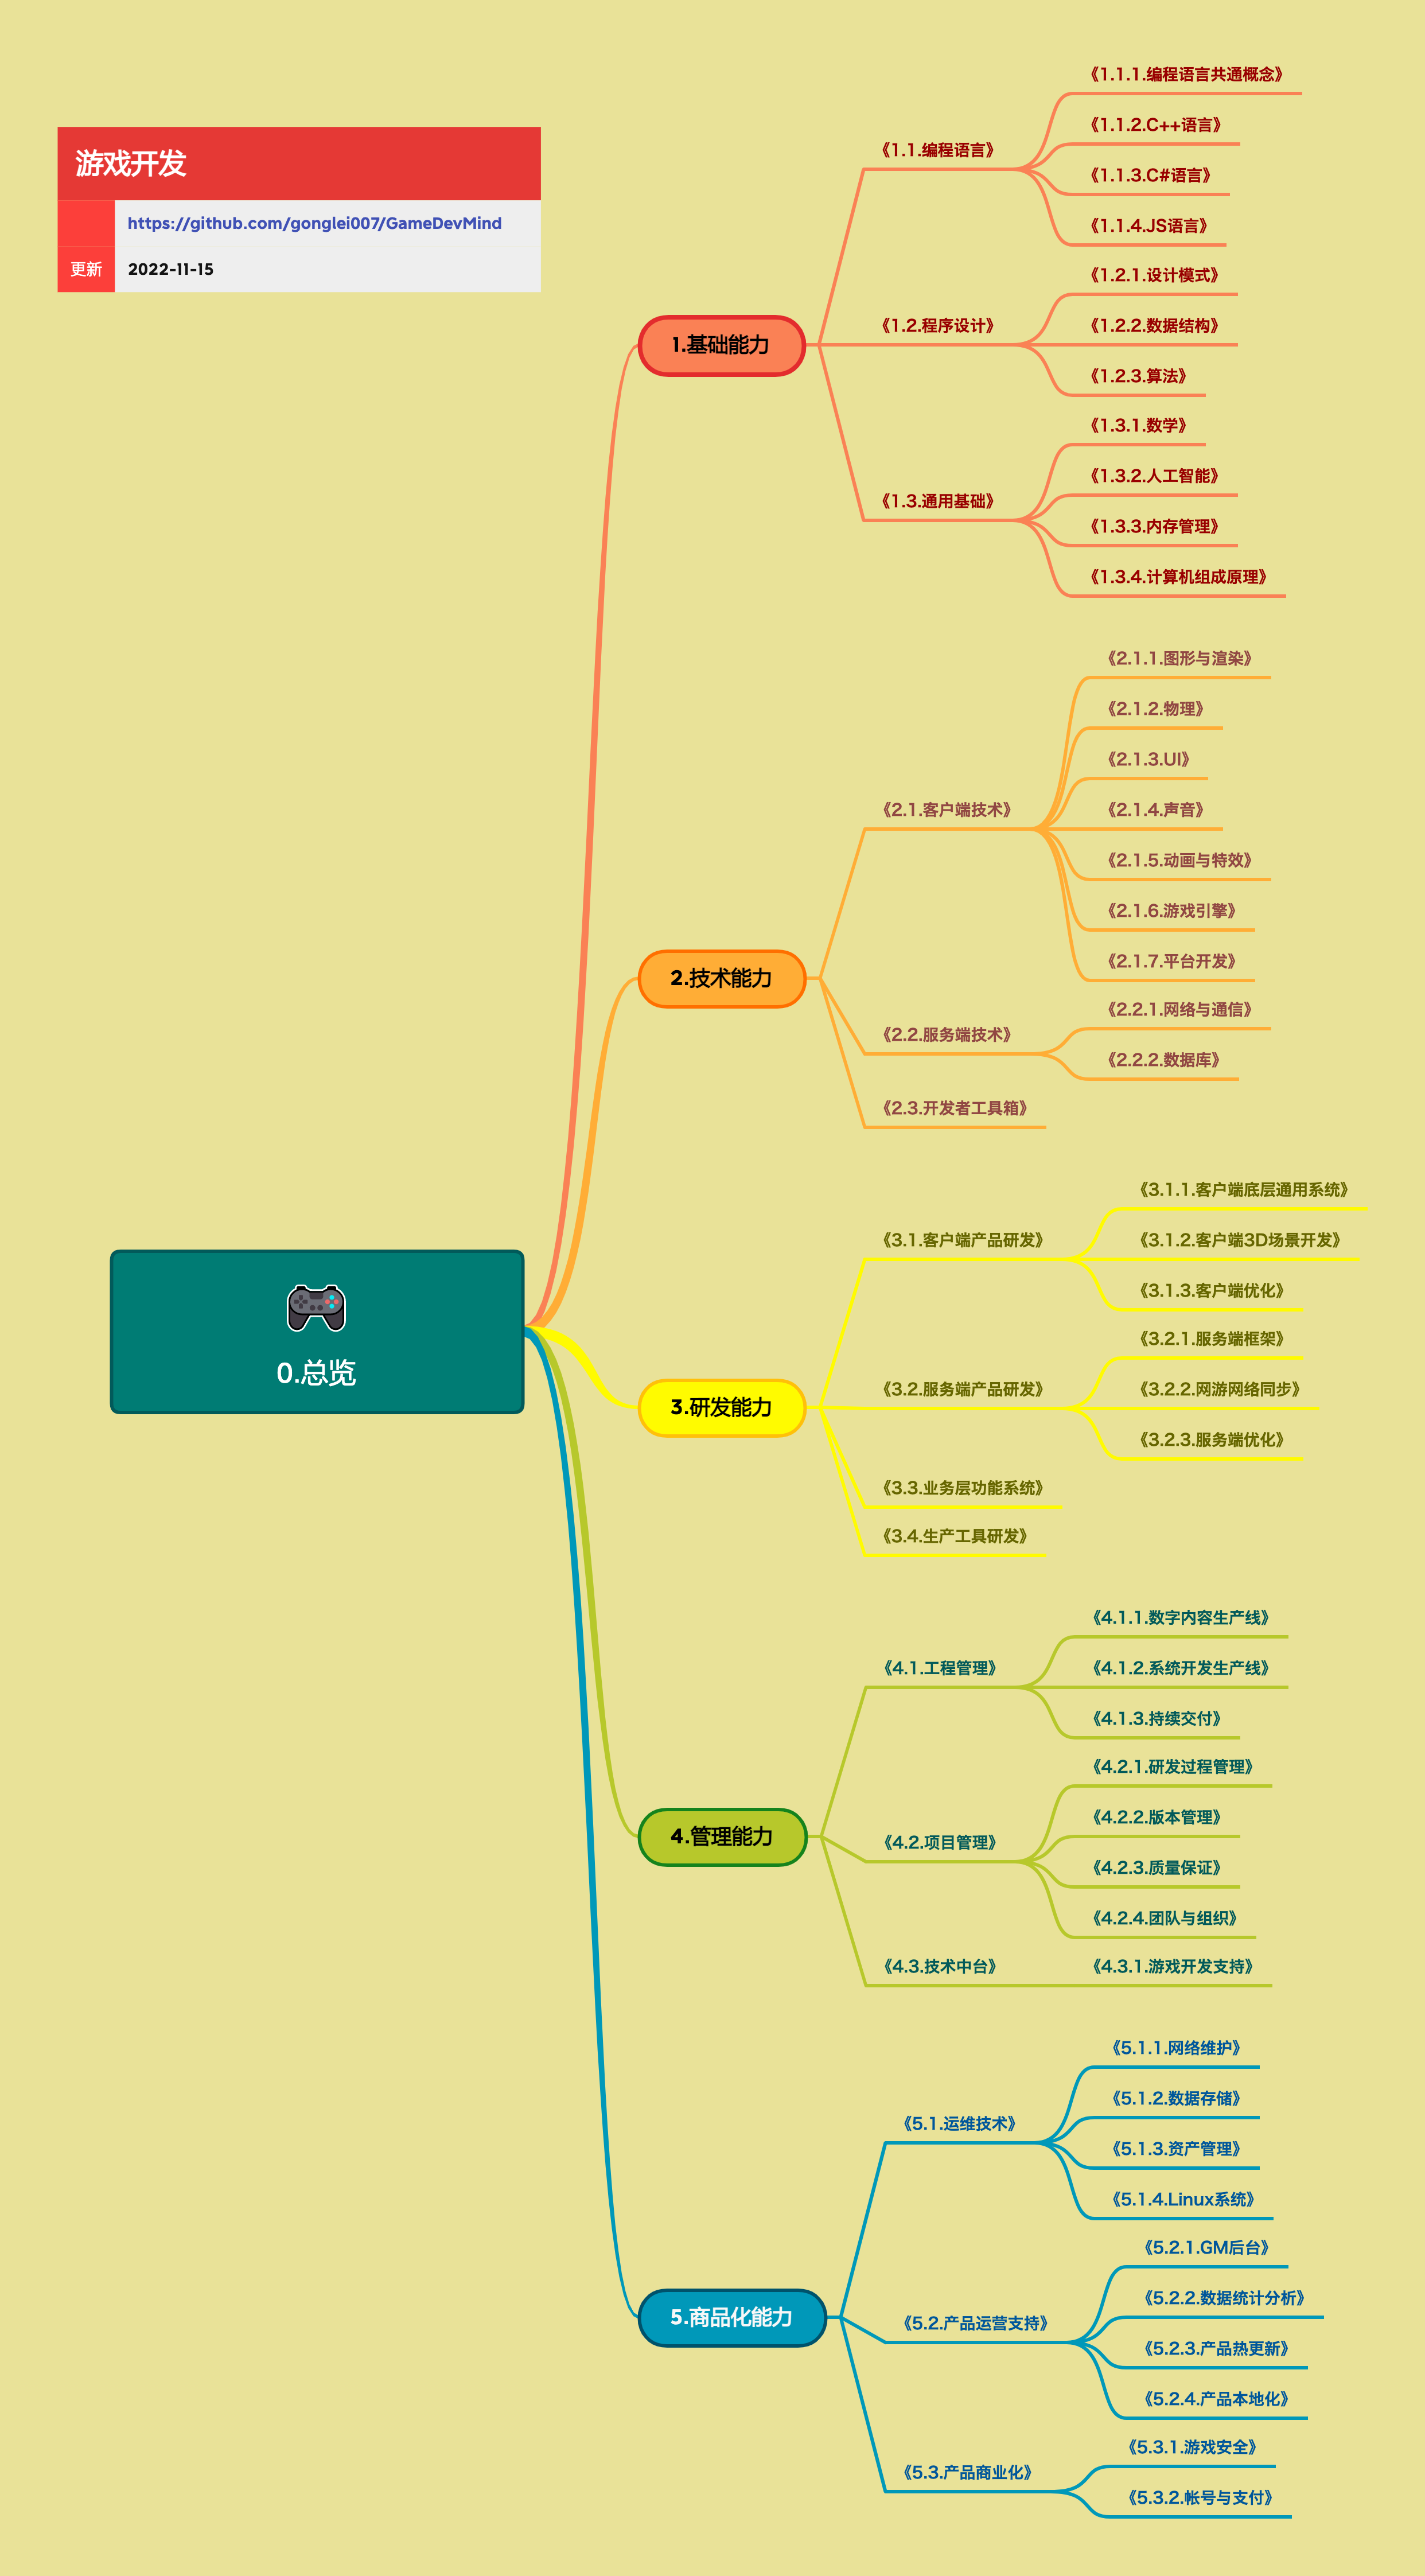 游戏开发
https://github.com/gonglei007/GameDevMind
更新 2022-11-15
0.总览
1.基础能力
《1.1.编程语言》
《1.1.1.编程语言共通概念》
《1.1.2.C++语言》
《1.1.3.C#语言》
《1.1.4.JS语言》
《1.2.程序设计》
《1.2.1.设计模式》
《1.2.2.数据结构》
《1.2.3.算法》
《1.3.通用基础》
《1.3.1.数学》
《1.3.2.人工智能》
《1.3.3.内存管理》
《1.3.4.计算机组成原理》
2.技术能力
《2.1.客户端技术》
《2.1.1.图形与渲染》
《2.1.2.物理》
《2.1.3.UI》
《2.1.4.声音》
《2.1.5.动画与特效》
《2.1.6.游戏引擎》
《2.1.7.平台开发》
《2.2.服务端技术》
《2.2.1.网络与通信》
《2.2.2.数据库》
《2.3.开发者工具箱》
3.研发能力
《3.1.客户端产品研发》
《3.1.1.客户端底层通用系统》
《3.1.2.客户端3D场景开发》
《3.1.3.客户端优化》
《3.2.服务端产品研发》
《3.2.1.服务端框架》
《3.2.2.网游网络同步》
《3.2.3.服务端优化》
《3.3.业务层功能系统》
《3.4.生产工具研发》
4.管理能力
《4.1.工程管理》
《4.1.1.数字内容生产线》
《4.1.2.系统开发生产线》
《4.1.3.持续交付》
《4.2.项目管理》
《4.2.1.研发过程管理》
《4.2.2.版本管理》
《4.2.3.质量保证》
《4.2.4.团队与组织》
《4.3.技术中台》
《4.3.1.游戏开发支持》
5.商品化能力
《5.1.运维技术》
《5.1.1.网络维护》
《5.1.2.数据存储》
《5.1.3.资产管理》
《5.1.4.Linux系统》
《5.2.产品运营支持》
《5.2.1.GM后台》
《5.2.2.数据统计分析》
《5.2.3.产品热更新》
《5.2.4.产品本地化》
《5.3.产品商业化》
《5.3.1.游戏安全》
《5.3.2.帐号与支付》